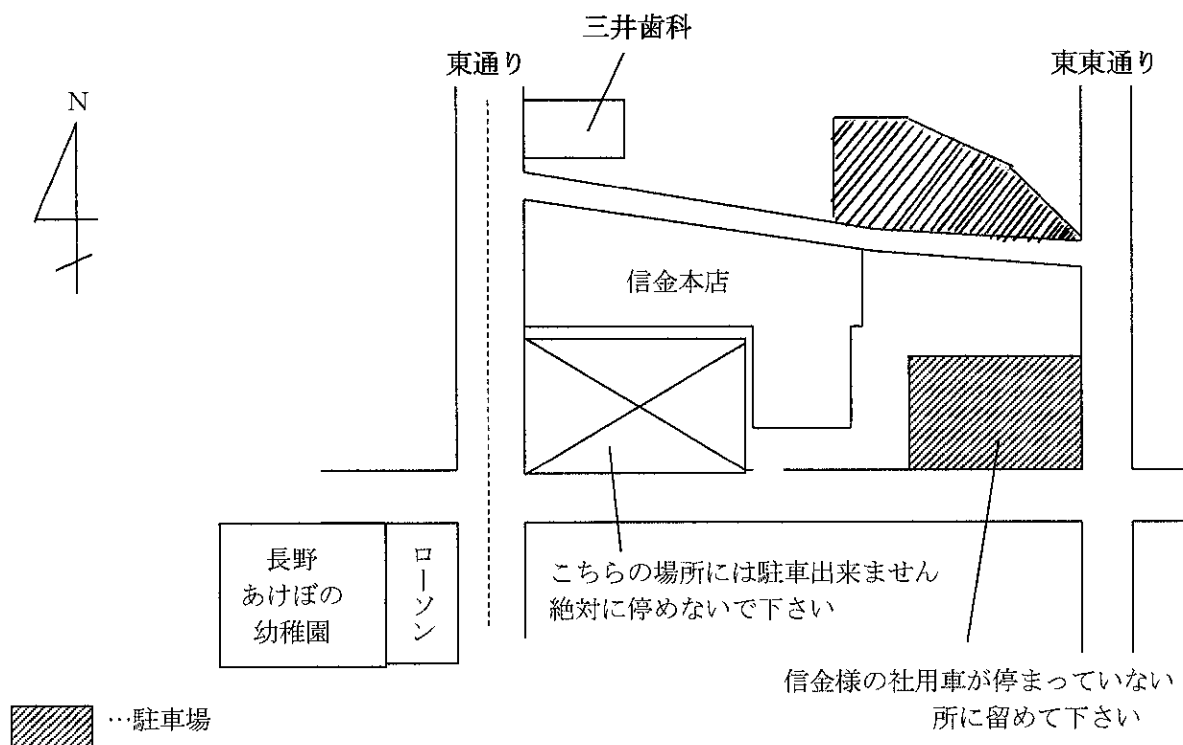 三井歯科
東通り
東東通り
N
信金本店
長野
あけぼの
幼稚園
ローソン
こちらの場所には駐車出来ません
絶対に停めないで下さい
信金様の社用車が停まっていない
所に留めて下さい
…駐車場